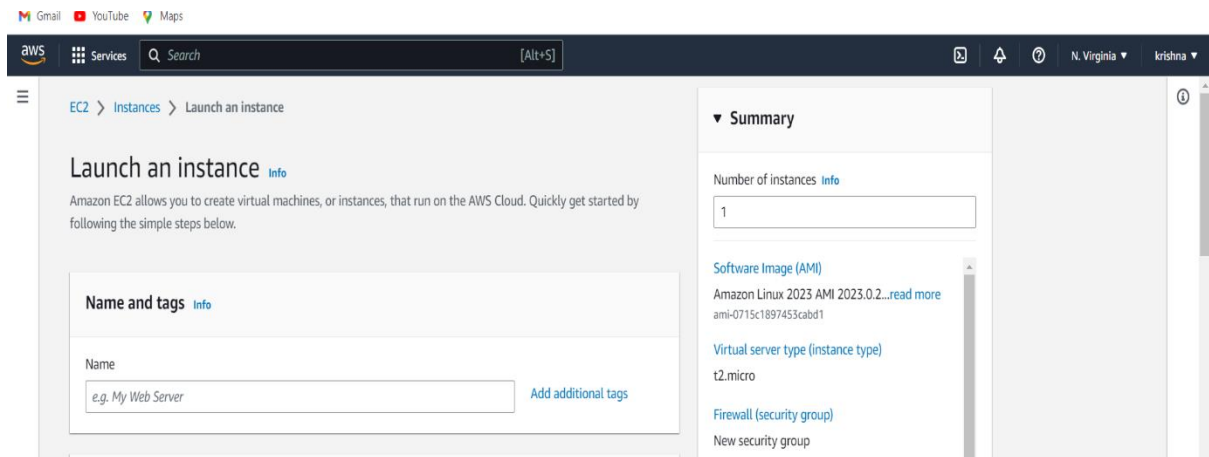 Gmail YouTube Maps
aws Services Search [Alt+S] N. Virginia krishna
EC2 > Instances > Launch an instance
Launch an instance Info
Amazon EC2 allows you to create virtual machines, or instances, that run on the AWS Cloud. Quickly get started by
following the simple steps below.
Name and tags Info
Name
e.g. My Web Server
Add additional tags
Summary
Number of instances Info
1
Software Image (AMI)
Amazon Linux 2023 AMI 2023.0.2...read more
ami-0715c1897453cabd1
Virtual server type (instance type)
t2.micro
Firewall (security group)
New security group